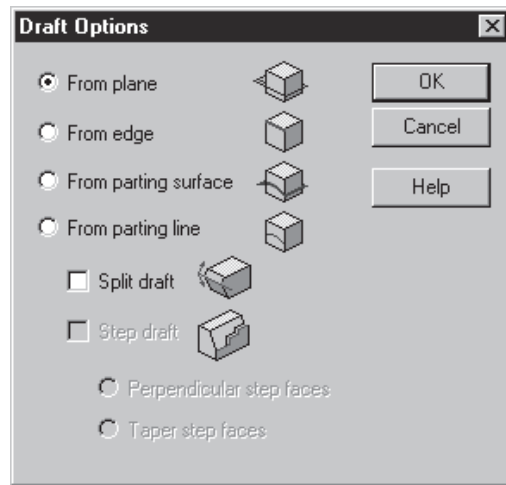 Draft Options
From plane
OK
From edge
Cancel
From parting surface
Help
From parting line
Split draft
Step draft
Perpendicular step faces
Taper step faces